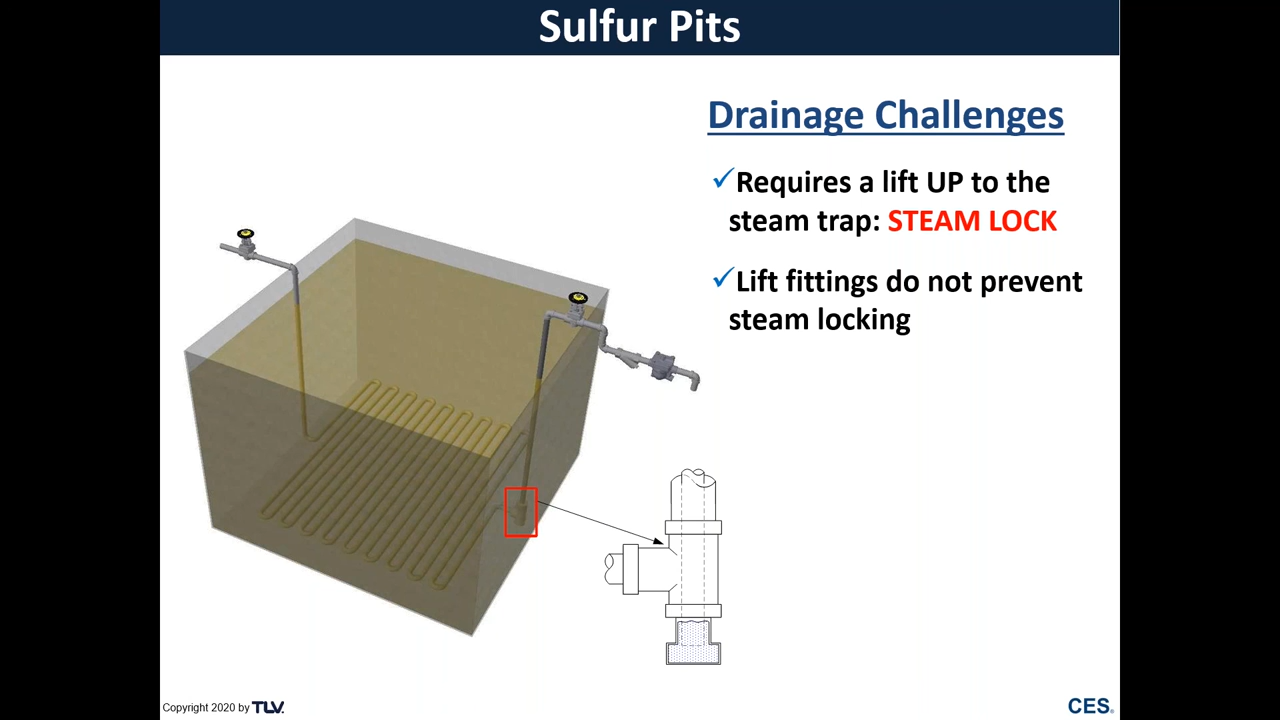 Sulfur Pits
Drainage Challenges
✓Requires a lift UP to the
steam trap: STEAM LOCK
✓Lift fittings do not prevent
steam locking
Copyright 2020 by TLV.
CES®